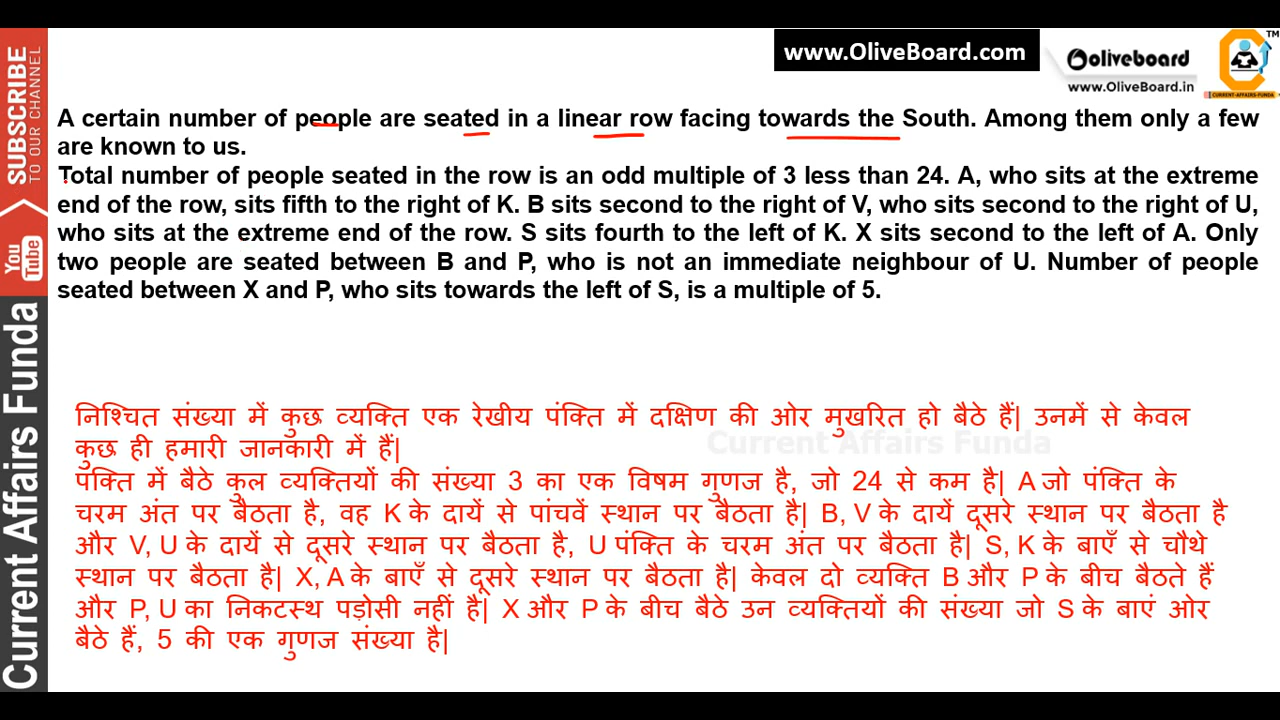 www.OliveBoard.com
TM
oliveboard
www.OliveBoard.in
CURRENT-AFFAIRS-FUNDA
SUBSCRIBE
TO OUR CHANNEL
You
Tube
Current Affairs Funda
A certain number of people are seated in a linear row facing towards the South. Among them only a few
are known to us.
Total number of people seated in the row is an odd multiple of 3 less than 24. A, who sits at the extreme
end of the row, sits fifth to the right of K. B sits second to the right of V, who sits second to the right of U,
who sits at the extreme end of the row. S sits fourth to the left of K. X sits second to the left of A. Only
two people are seated between B and P, who is not an immediate neighbour of U. Number of people
seated between X and P, who sits towards the left of S, is a multiple of 5.
निश्चित संख्या में कुछ व्यक्ति एक रेखीय पंक्ति में दक्षिण की ओर मुखरित हो बैठे हैं| उनमें से केवल
कुछ ही हमारी जानकारी में हैं|
Current Affairs Funda
पंक्ति में बैठे कुल व्यक्तियों की संख्या 3 का एक विषम गुणज है, जो 24 से कम है| A जो पंक्ति के
चरम अंत पर बैठता है, वह K के दायें से पांचवें स्थान पर बैठता है| B, V के दायें दूसरे स्थान पर बैठता है
और V, U के दायें से दूसरे स्थान पर बैठता है, U पंक्ति के चरम अंत पर बैठता है| S, K के बाएँ से चौथे
स्थान पर बैठता है| X, A के बाएँ से दूसरे स्थान पर बैठता है| केवल दो व्यक्ति B और P के बीच बैठते हैं
और P, U का निकटस्थ पड़ोसी नहीं है| X और P के बीच बैठे उन व्यक्तियों की संख्या जो S के बाएं ओर
बैठे हैं, 5 की एक गुणज संख्या है|